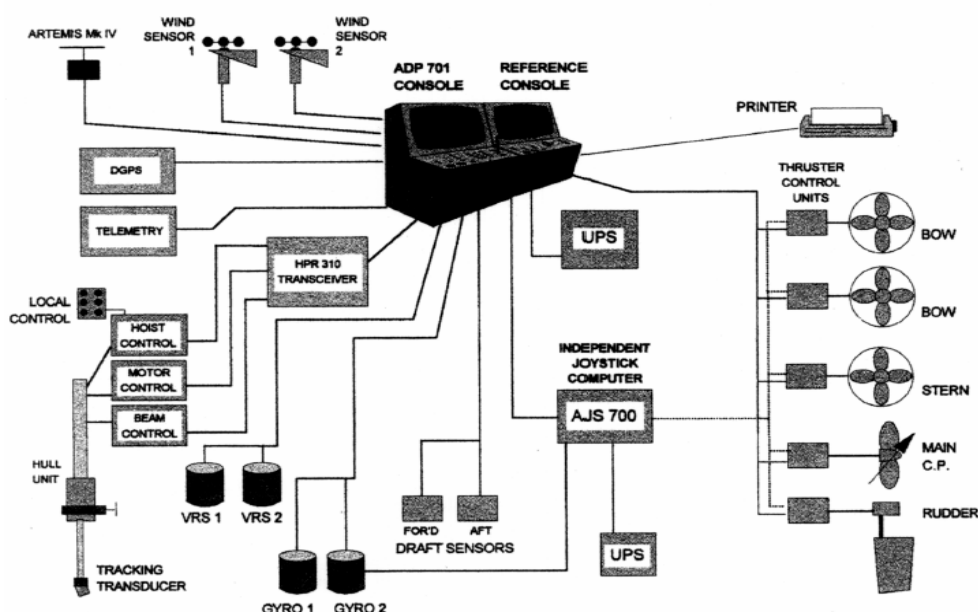 ARTEMIS Mk IV
WIND
SENSOR
1
WIND
SENSOR
2
ADP 701
CONSOLE
REFERENCE
CONSOLE
PRINTER
DGPS
TELEMETRY
HPR 310
TRANSCEIVER
UPS
THRUSTER
CONTROL
UNITS
BOW
BOW
STERN
MAIN
C.P.
RUDDER
LOCAL
CONTROL
HOIST
CONTROL
MOTOR
CONTROL
BEAM
CONTROL
HULL
UNIT
TRACKING
TRANSDUCER
VRS 1
VRS 2
GYRO 1
GYRO 2
FOR'D
AFT
DRAFT SENSORS
INDEPENDENT
JOYSTICK
COMPUTER
AJS 700
UPS